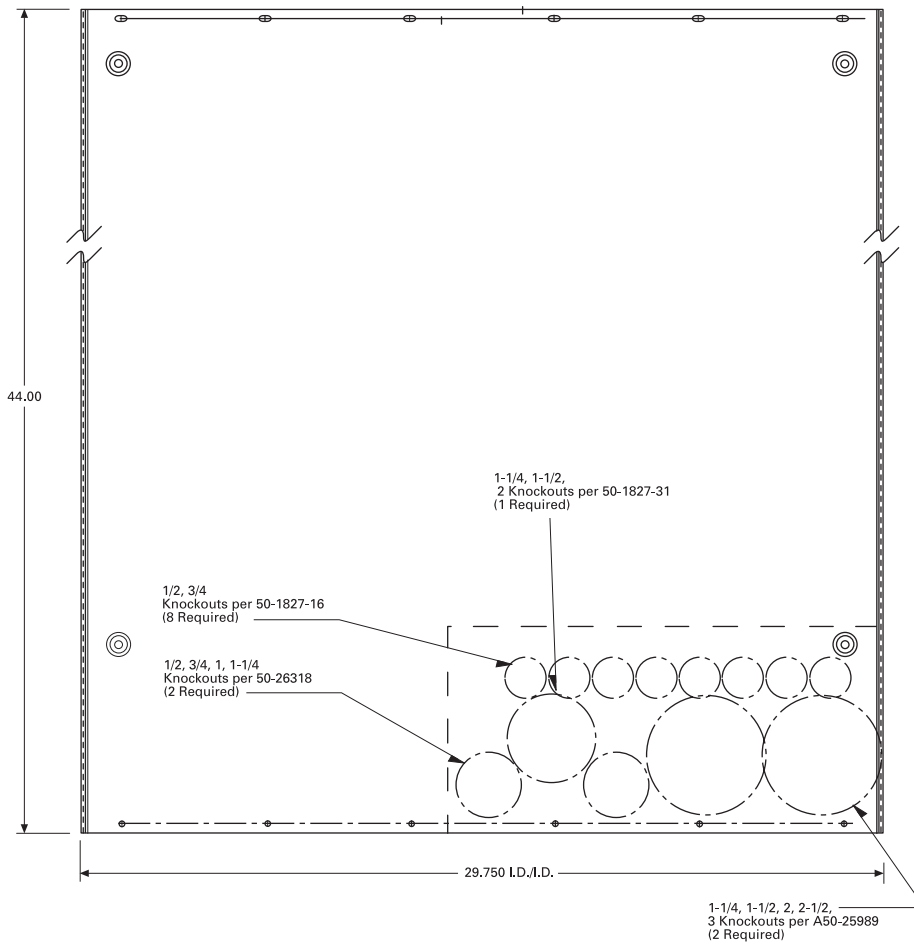 44.00
1-1/4, 1-1/2,
2 Knockouts per 50-1827-31
(1 Required)
1/2, 3/4
Knockouts per 50-1827-16
(8 Required)
1/2, 3/4, 1, 1-1/4
Knockouts per 50-26318
(2 Required)
29.750 I.D./I.D.
1-1/4, 1-1/2, 2, 2-1/2,
3 Knockouts per A50-25989
(2 Required)